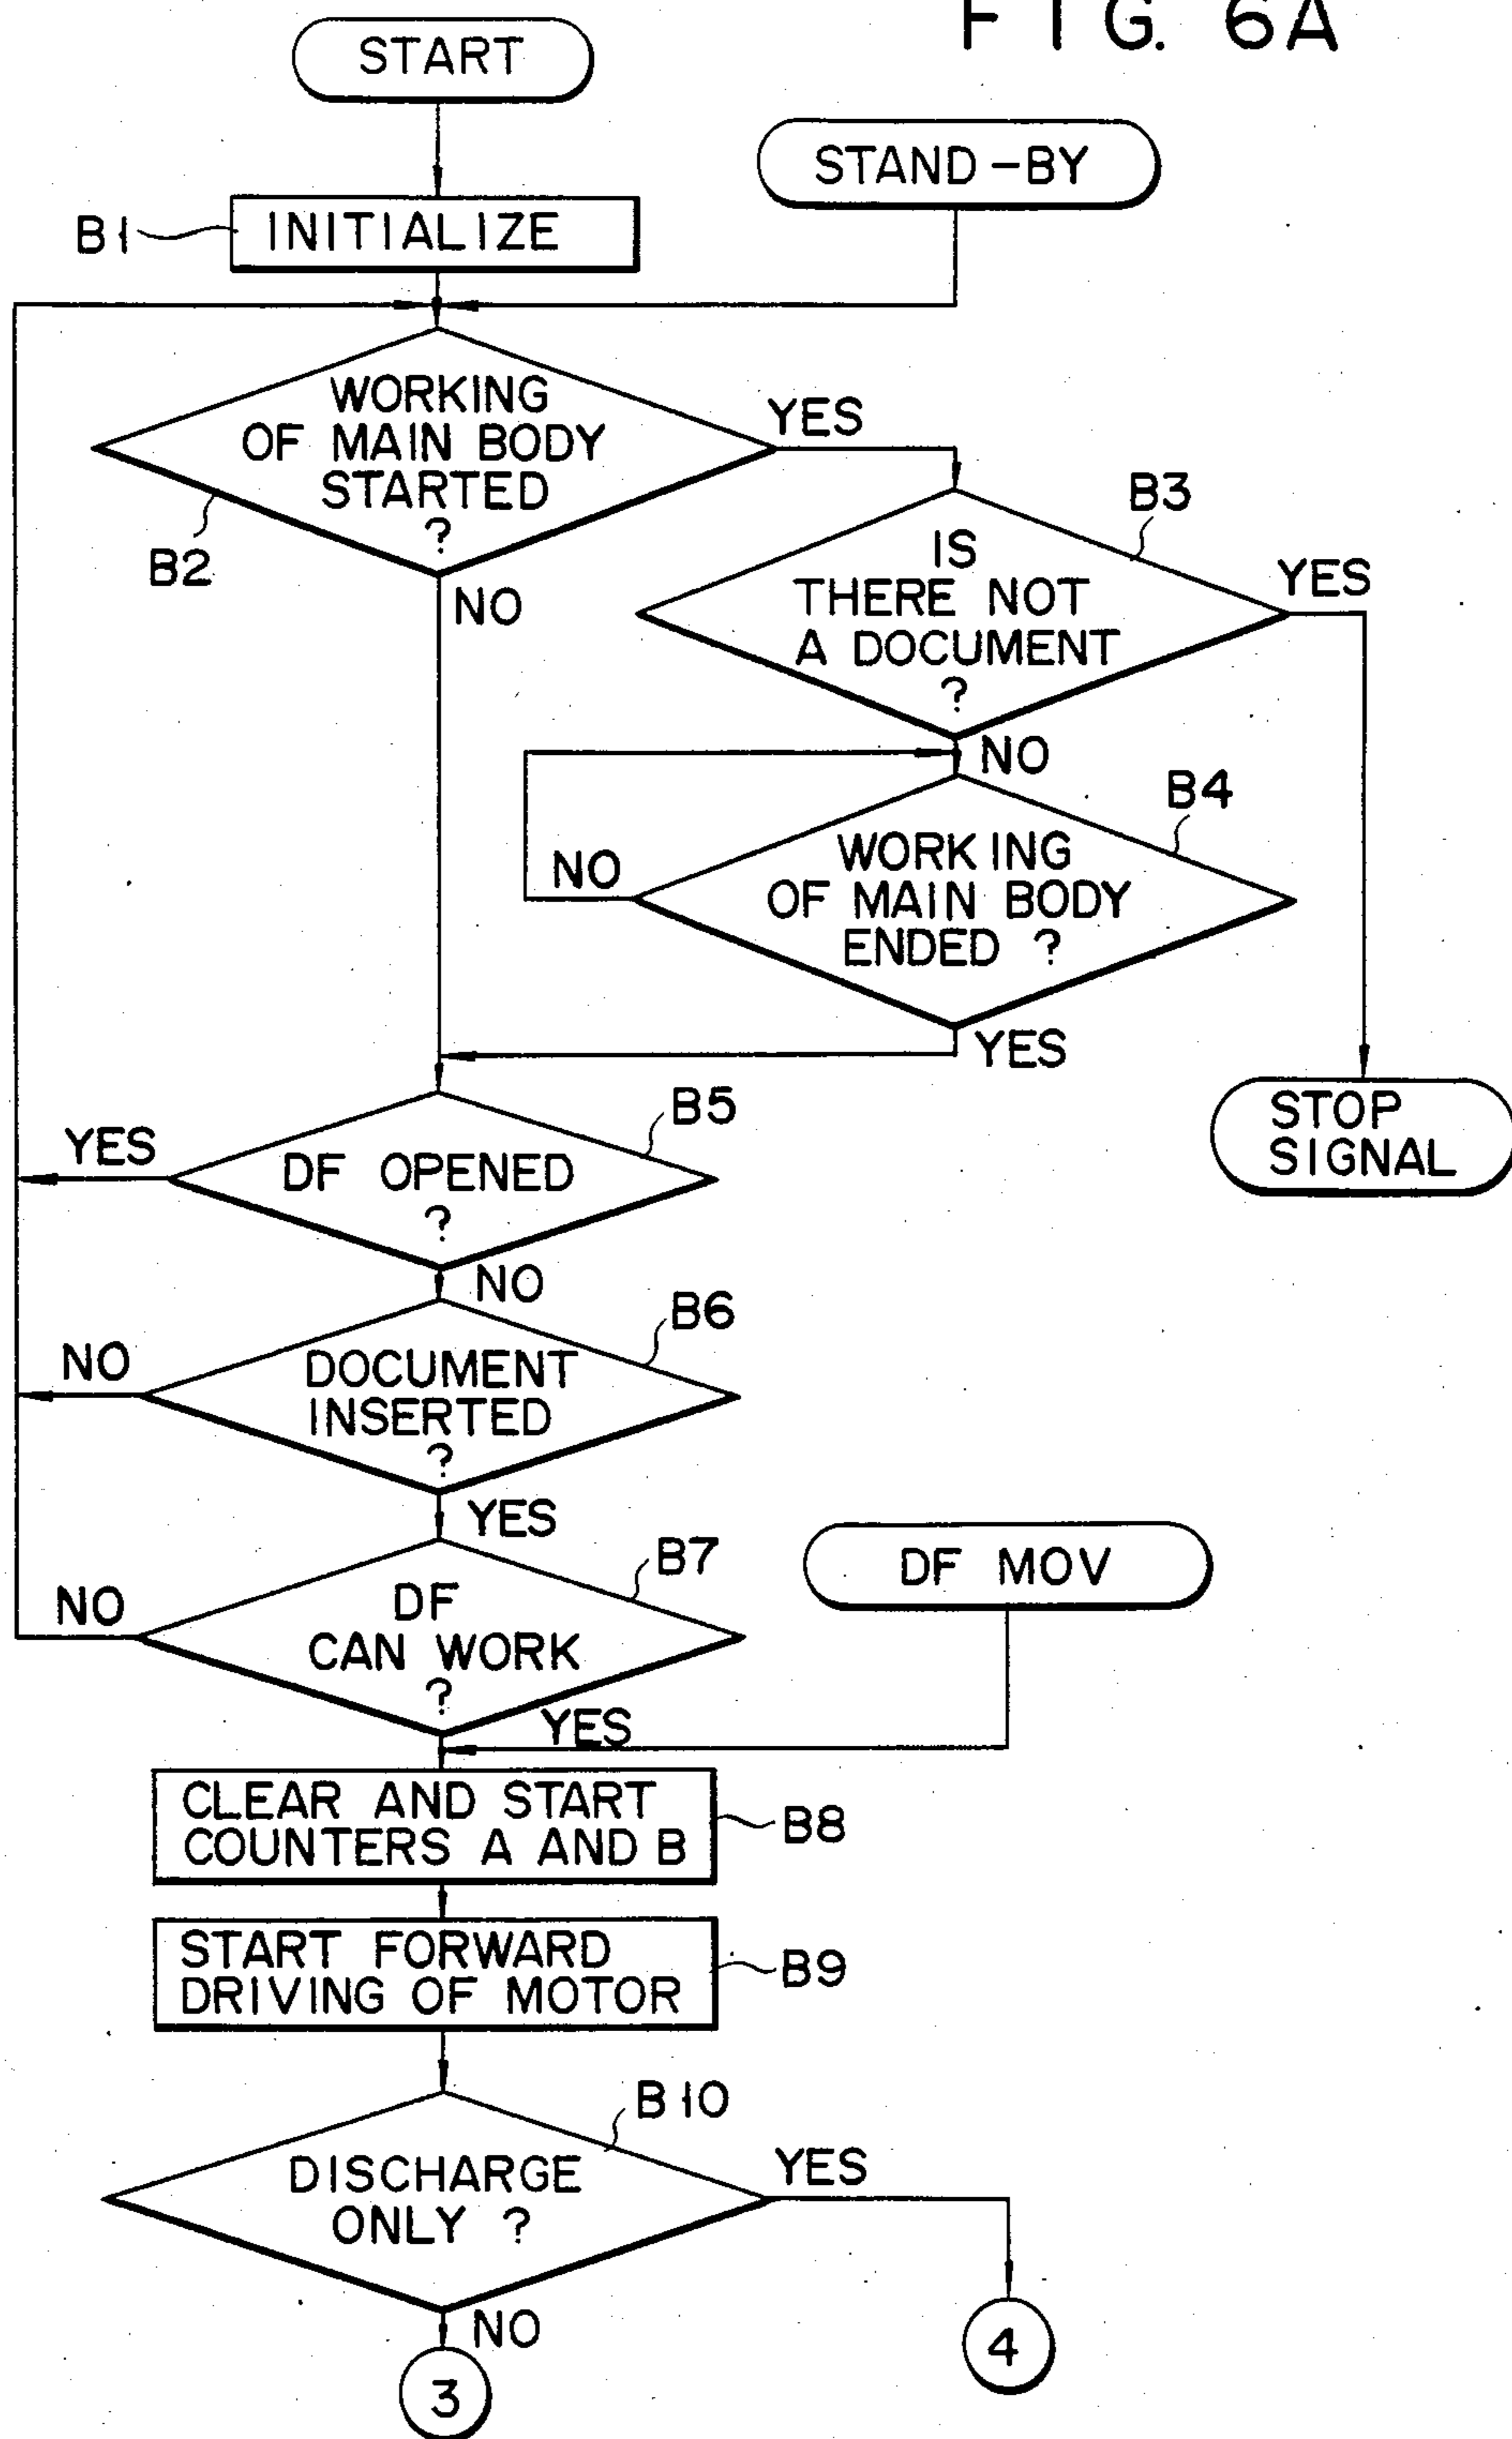 FIG. 6A
START
STAND-BY
B1
INITIALIZE
WORKING
OF MAIN BODY
STARTED
?
YES
B2
NO
B3
IS
THERE NOT
A DOCUMENT
?
YES
NO
B4
WORKING
OF MAIN BODY
ENDED ?
NO
YES
STOP
SIGNAL
B5
YES
DF OPENED
?
NO
B6
NO
DOCUMENT
INSERTED
?
YES
B7
DF MOV
NO
DF
CAN WORK
?
YES
CLEAR AND START
COUNTERS A AND B
B8
START FORWARD
DRIVING OF MOTOR
B9
B10
DISCHARGE
ONLY ?
YES
NO
4
3